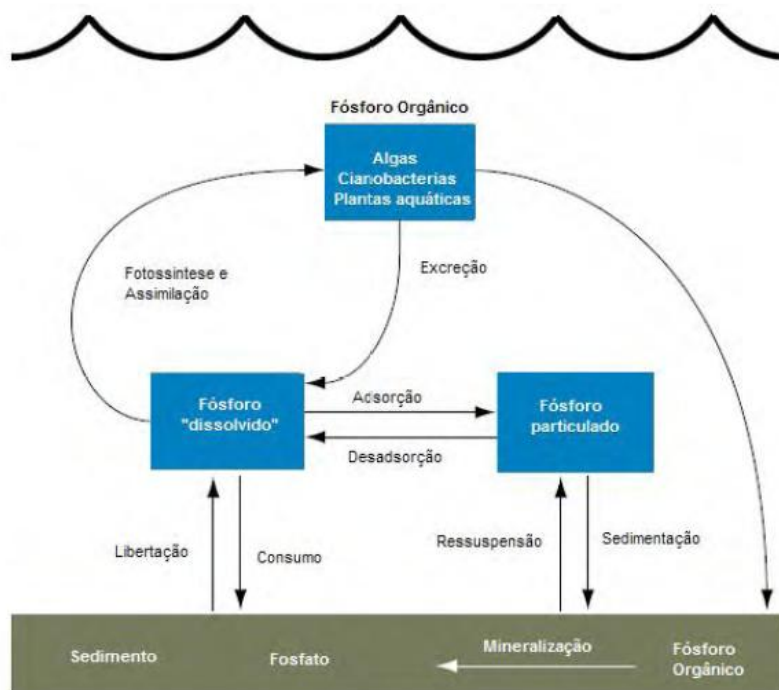 Fósforo Orgânico
Algas
Cianobacterias
Plantas aquáticas
Fotossintese e
Assimilação
Excreção
Fósforo
"dissolvido"
Adsorção
Desadsorção
Fósforo
particulado
Libertação
Consumo
Ressuspensão
Sedimentação
Sedimento
Fosfato
Mineralização
Fósforo
Orgânico